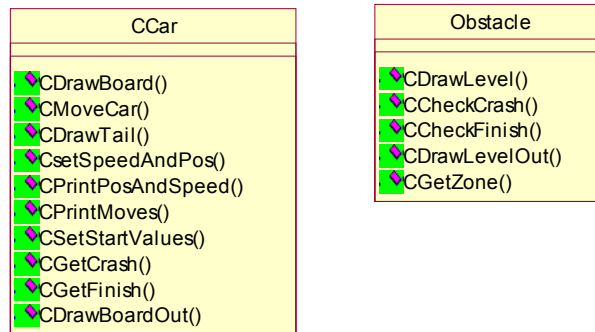 CCar
CDrawBoard()
CMoveCar()
CDrawTail()
CsetSpeedAndPos()
CPrintPosAndSpeed()
CPrintMoves()
CSetStartValues()
CGetCrash()
CGetFinish()
CDrawBoardOut()
Obstacle
CDrawLevel()
CCheckCrash()
CCheckFinish()
CDrawLevelOut()
CGetZone()